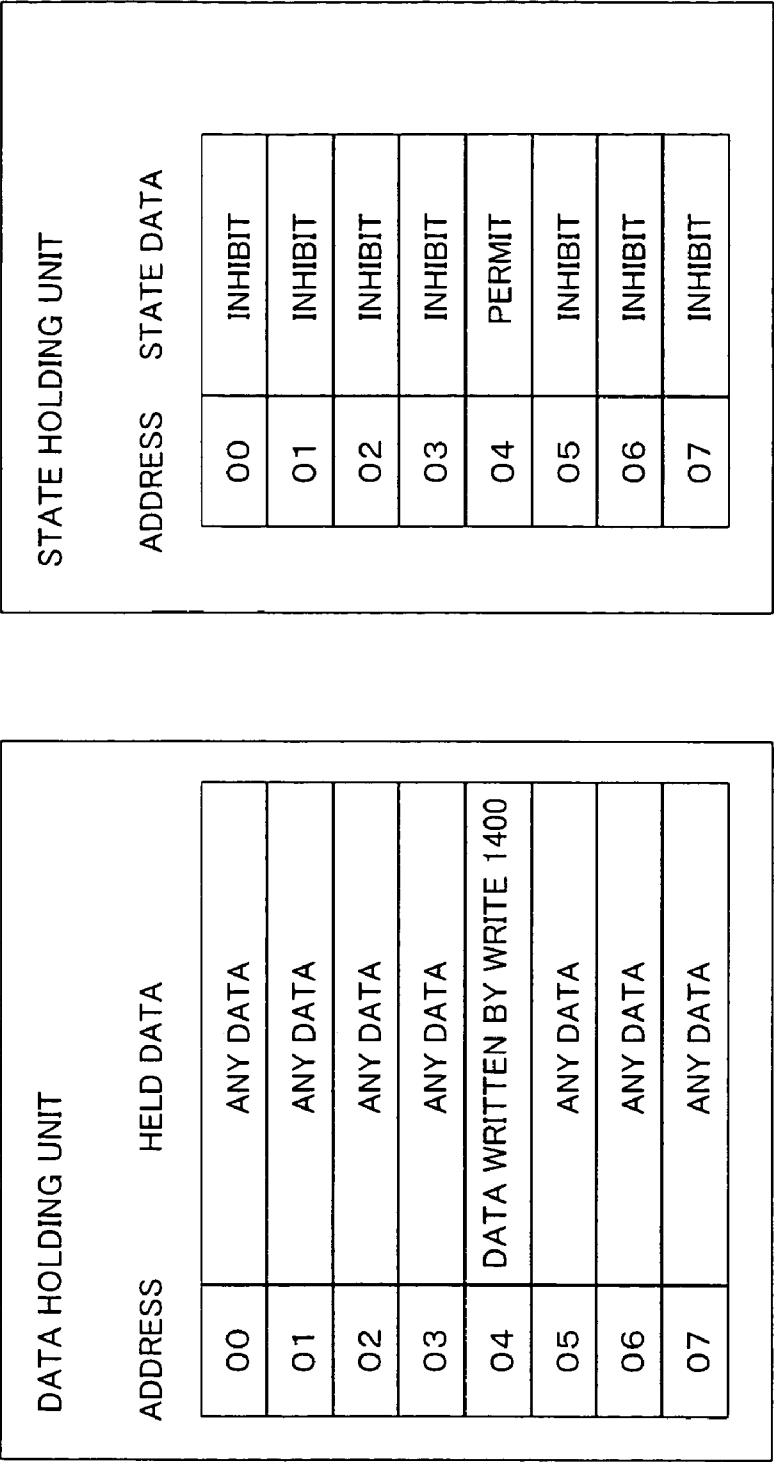 DATA HOLDING UNIT
ADDRESS HELD DATA
00 ANY DATA
01 ANY DATA
02 ANY DATA
03 ANY DATA
04 DATA WRITTEN BY WRITE 1400
05 ANY DATA
06 ANY DATA
07 ANY DATA
STATE HOLDING UNIT
ADDRESS STATE DATA
00 INHIBIT
01 INHIBIT
02 INHIBIT
03 INHIBIT
04 PERMIT
05 INHIBIT
06 INHIBIT
07 INHIBIT